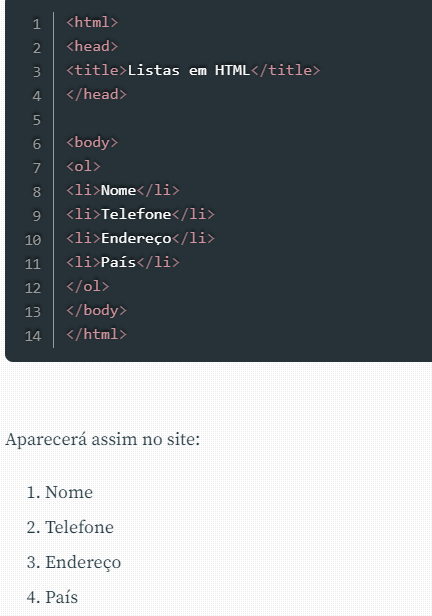 1 <html>
2 <head>
3 <title>Listas em HTML</title>
4 </head>
5
6 <body>
7 <ol>
8 <li>Nome</li>
9 <li>Telefone</li>
10 <li>Endereço</li>
11 <li>País</li>
12 </ol>
13 </body>
14 </html>
Aparecerá assim no site:
1. Nome
2. Telefone
3. Endereço
4. País